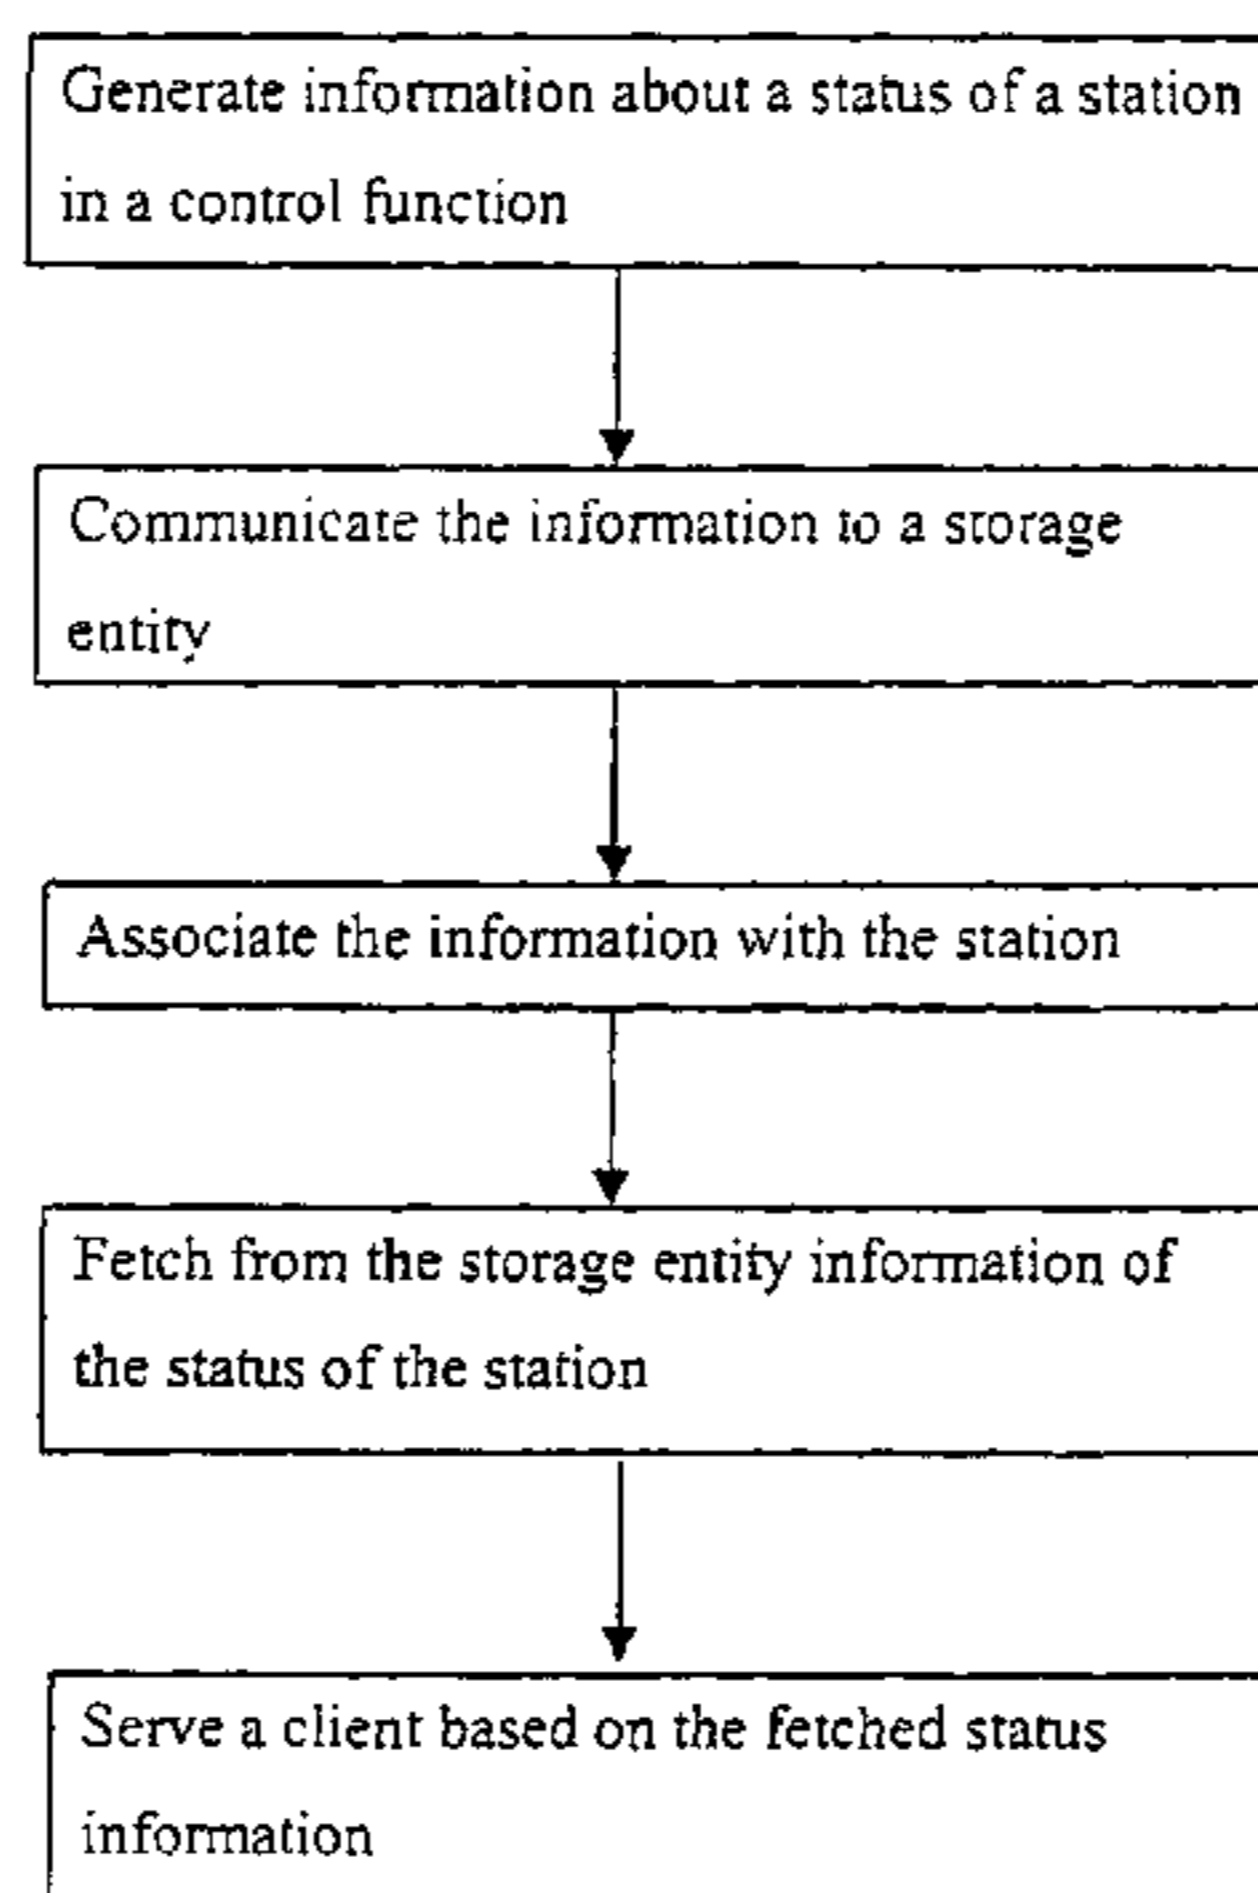 Generate information about a status of a station
in a control function
Communicate the information to a storage
entity
Associate the information with the station
Fetch from the storage entity information of
the status of the station
Serve a client based on the fetched status
information